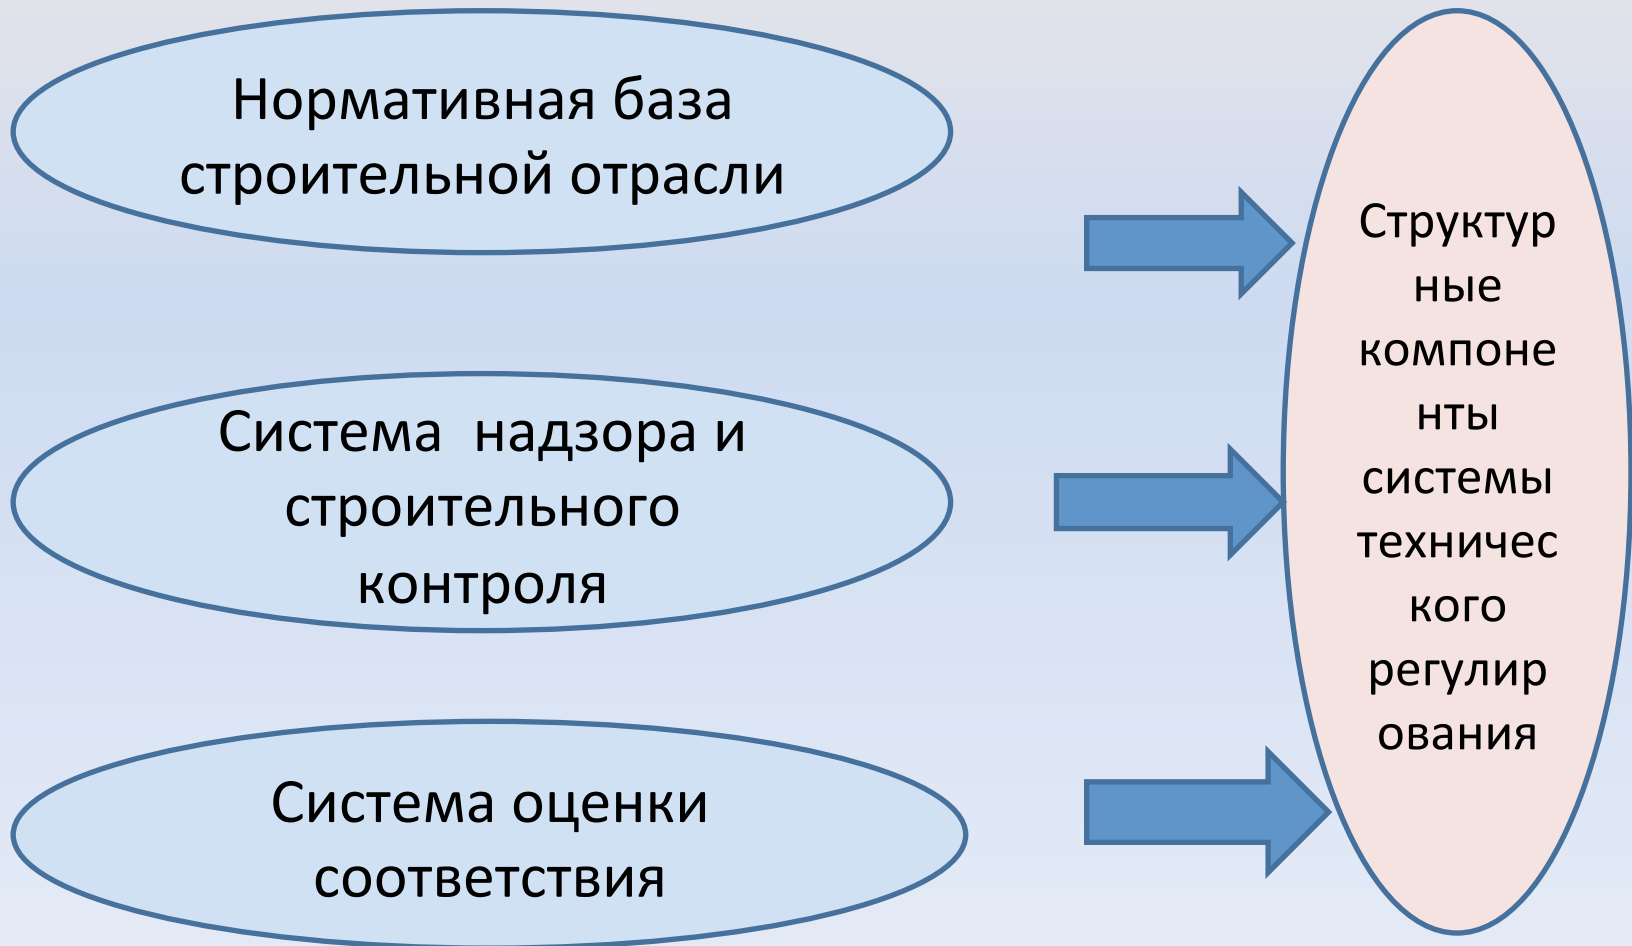 Нормативная база
строительной отрасли
Система  надзора и
строительного
контроля
Система оценки
соответствия
Структур
ные
компоне
нты
системы
техничес
кого
регулир
ования